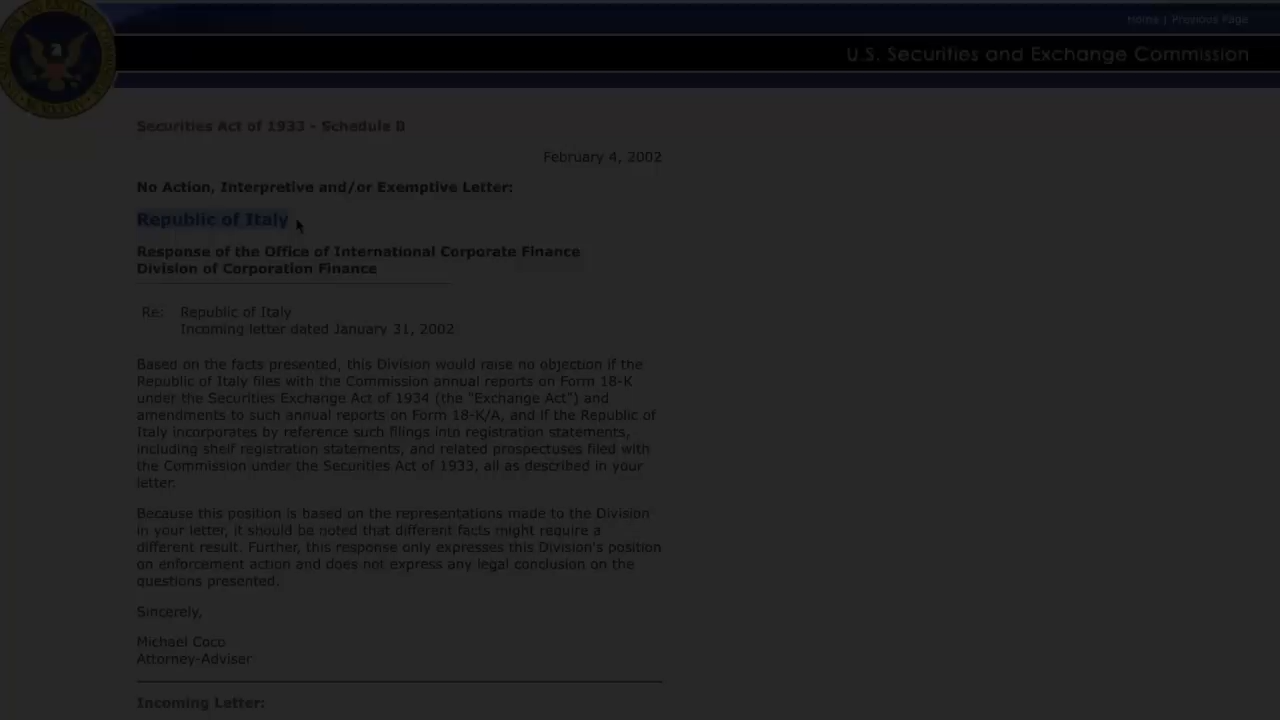 Home | Previous Page
U.S. Securities and Exchange Commission
Securities Act of 1933 - Schedule B
February 4, 2002
No Action, Interpretive and/or Exemptive Letter:
Republic of Italy
Response of the Office of International Corporate Finance
Division of Corporation Finance
Re: Republic of Italy
Incoming letter dated January 31, 2002
Based on the facts presented, this Division would raise no objection if the
Republic of Italy files with the Commission annual reports on Form 18-K
under the Securities Exchange Act of 1934 (the "Exchange Act") and
amendments to such annual reports on Form 18-K/A, and if the Republic of
Italy incorporates by reference such filings into registration statements,
including shelf registration statements, and related prospectuses filed with
the Commission under the Securities Act of 1933, all as described in your
letter.
Because this position is based on the representations made to the Division
in your letter, it should be noted that different facts might require a
different result. Further, this response only expresses this Division's position
on enforcement action and does not express any legal conclusion on the
questions presented.
Sincerely,
Michael Coco
Attorney-Adviser
Incoming Letter: